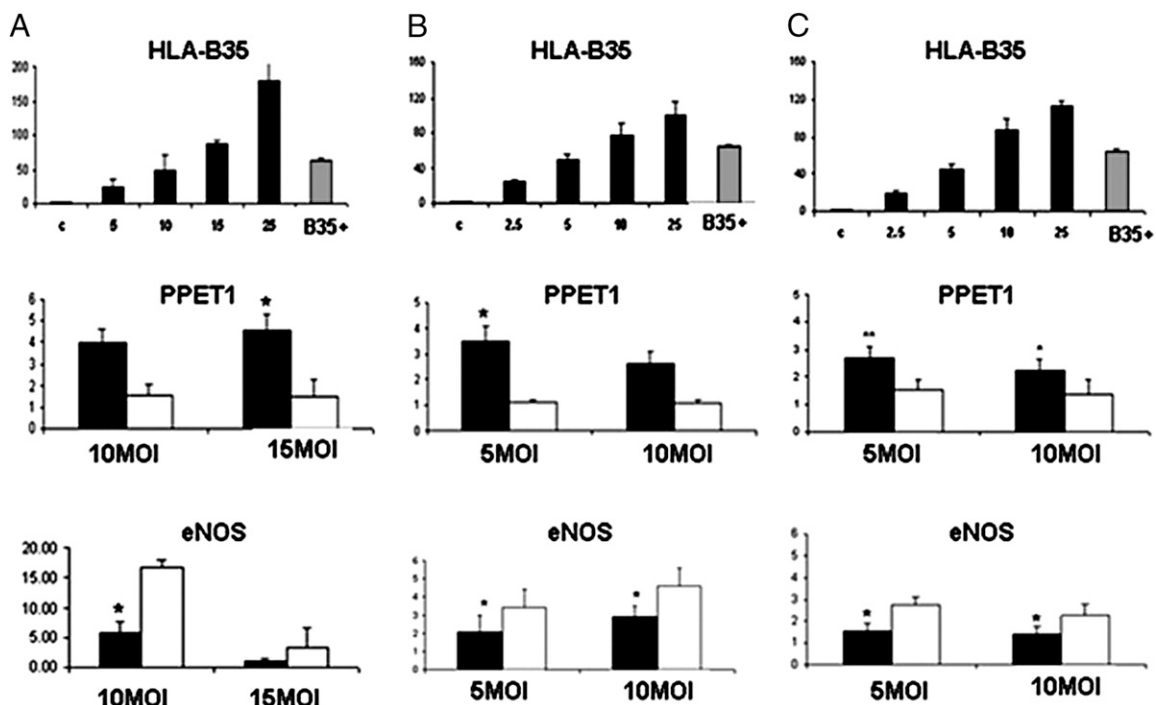 A
HLA-B35
200
150
100
50
0
c 5 10 15 25 B35+
PPET1
6
5
4
3
2
1
0
*
10MOI 15MOI
eNOS
20.00
15.00
10.00
5.00
0.00
*
10MOI 15MOI
B
HLA-B35
160
120
80
40
0
c 2.5 5 10 25 B35+
PPET1
5
4
3
2
1
0
*
5MOI 10MOI
eNOS
6
5
4
3
2
1
0
* *
5MOI 10MOI
C
HLA-B35
160
120
80
40
0
c 2.5 5 10 25 B35+
PPET1
5
4
3
2
1
0
** *
5MOI 10MOI
eNOS
6
5
4
3
2
1
0
* *
5MOI 10MOI